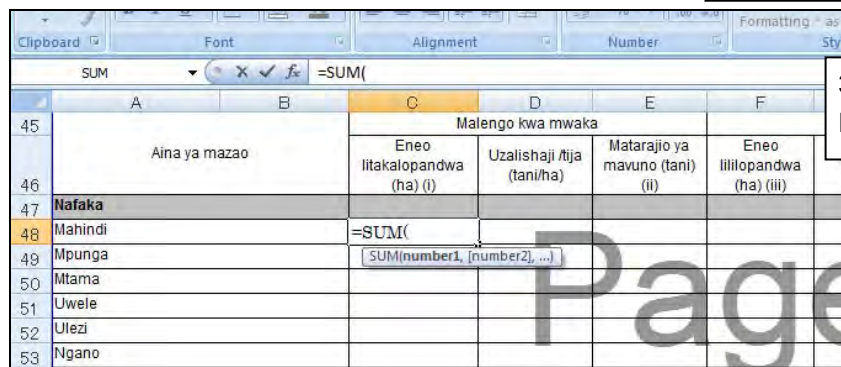 Formatting as
Clipboard Font Alignment Number Sty
SUM =SUM(
A B C D E F
45 Malengo kwa mwaka
46 Aina ya mazao Eneo litakalopandwa (ha) (i) Uzalishaji /tija (tani/ha) Matarajio ya mavuno (tani) (ii) Eneo lililopandwa (ha) (iii)
47 Nafaka
48 Mahindi =SUM(
49 Mpunga SUM(number1, [number2], ...)
50 Mtama
51 Uwele
52 Ulezi
53 Ngano
Page